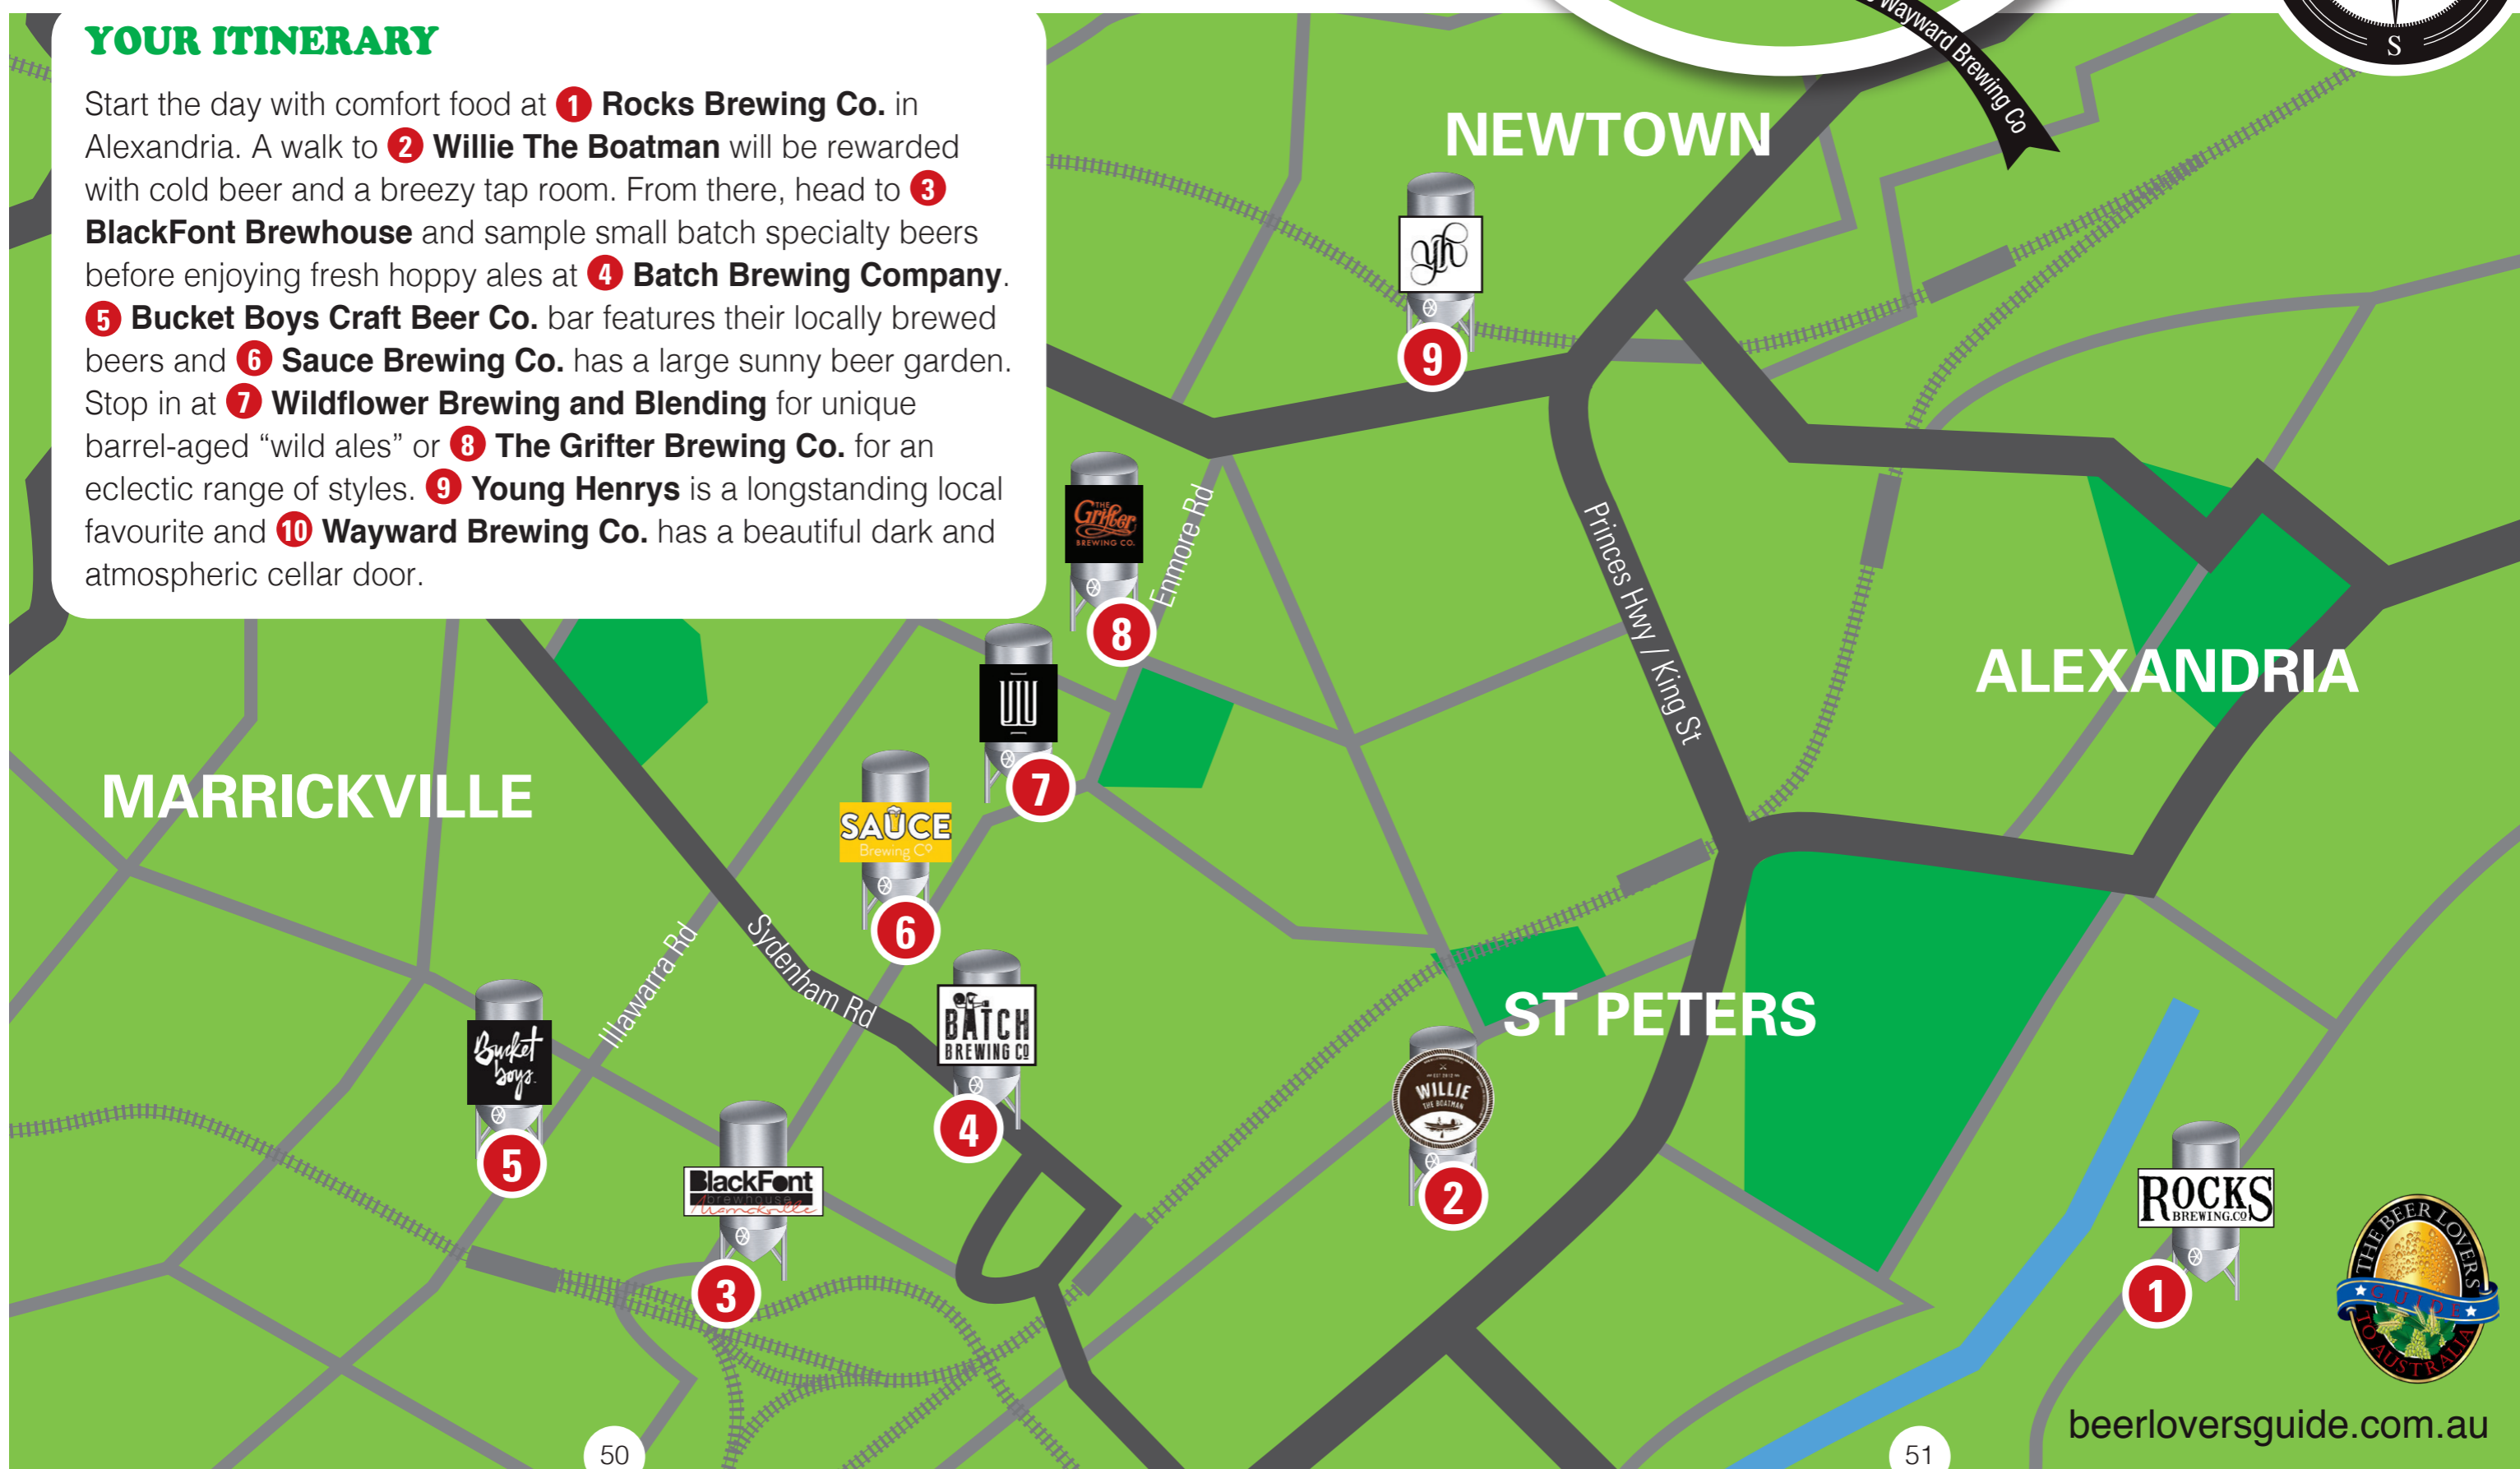 YOUR ITINERARY
Start the day with comfort food at 1 Rocks Brewing Co. in
Alexandria. A walk to 2 Willie The Boatman will be rewarded
with cold beer and a breezy tap room. From there, head to 3
BlackFont Brewhouse and sample small batch specialty beers
before enjoying fresh hoppy ales at 4 Batch Brewing Company.
5 Bucket Boys Craft Beer Co. bar features their locally brewed
beers and 6 Sauce Brewing Co. has a large sunny beer garden.
Stop in at 7 Wildflower Brewing and Blending for unique
barrel-aged “wild ales” or 8 The Grifter Brewing Co. for an
eclectic range of styles. 9 Young Henrys is a longstanding local
favourite and 10 Wayward Brewing Co. has a beautiful dark and
atmospheric cellar door.
Wayward Brewing Co
S
NEWTOWN
yh
9
THE
Grifter
BREWING CO.
8
Enmore Rd
Princes Hwy / King St
ALEXANDRIA
7
MARRICKVILLE
SAUCE
Brewing Co
6
Illawarra Rd
Sydenham Rd
BATCH
BREWING CO
4
ST PETERS
Bucket
boys.
5
WILLIE
THE BOATMAN
2
BlackFont
brewhouse
Marrickville
3
ROCKS
BREWING.CO
1
THE BEER LOVERS
GUIDE
TO AUSTRALIA
beerloversguide.com.au
50
51